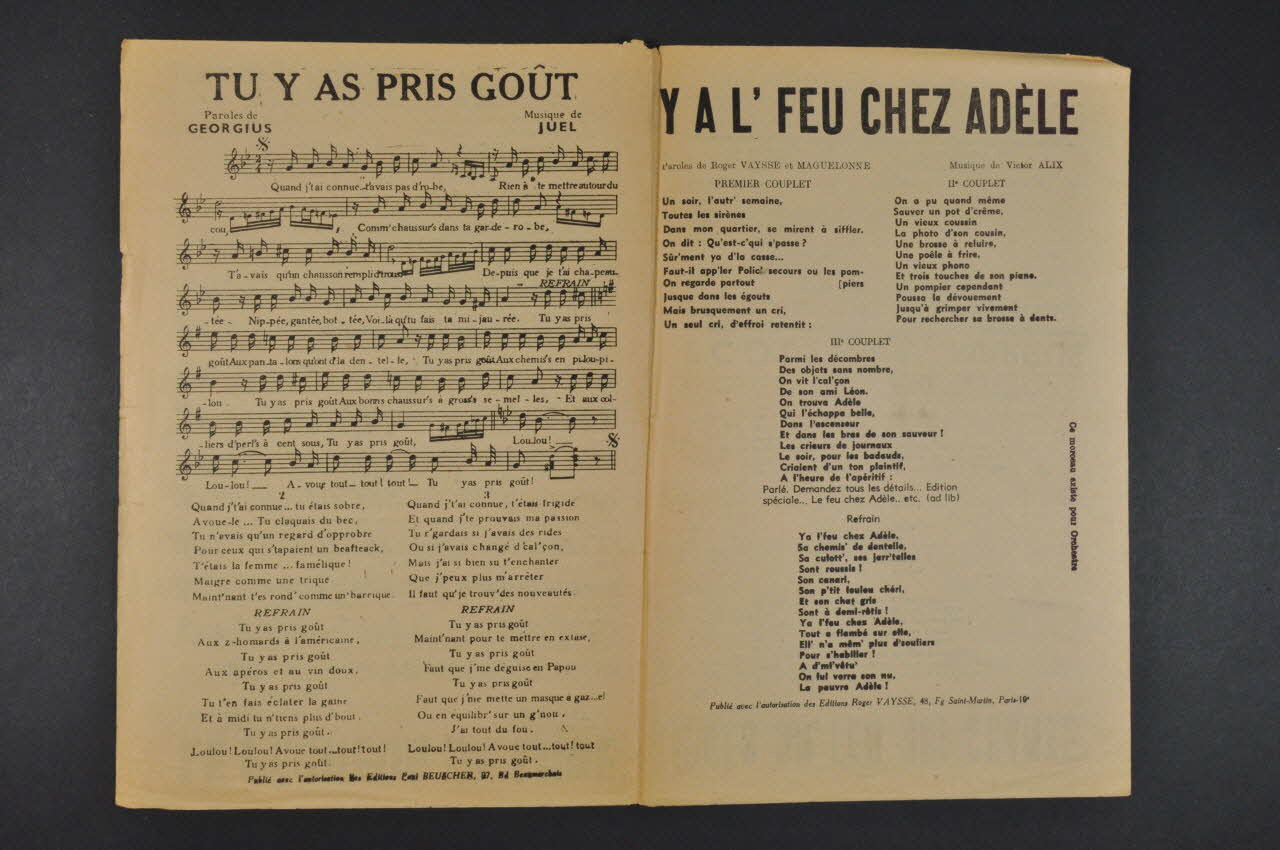 TU Y AS PRIS GOÛT
Paroles de
GEORGIUS
Musique de
JUEL
Quand j't'ai connue..t'avais pas d'robe, Rien à te mettre autour du
cou, Comm' chaussur's dans ta gar-de-ro-be,
T'a-vais qu'un chausson rempli d'trous De-puis que je t'ai chapeau-
REFRAIN
-tée- Nip-pée, gantée, bot-tée, Voi-là qu'tu fais ta mi-jau-rée. Tu y as pris
goût Aux pan-ta-lons qu'ont d'la den-tel-le, Tu y as pris goût Aux chemis's en pi-lou-pi-
-lou- Tu y as pris goût Aux bonns chaussur's à gross's se-mel-les, - Et aux col-
liers d'perl's à cent sous, Tu y as pris goût, Lou-lou!
Lou-lou! A-voue tout-tout! tout! Tu y as pris goût!
2
Quand j't'ai connue... tu étais sobre,
Avoue-le ... Tu claquais du bec,
Tu n'avais qu'un regard d'opprobre
Pour ceux qui s'tapaient un beafteack,
T'étais la femme ... famélique!
Maigre comme une trique
Maint'nant t'es rond' comme un' barrique.
REFRAIN
Tu y as pris goût
Aux z-homards à l'américaine,
Tu y as pris goût
Aux apéros et au vin doux.
Tu y as pris goût
Tu t'en fais éclater la gaine
Et à midi tu n'tiens plus d'bout.
Tu y as pris goût.
Loulou! Loulou! Avoue tout...tout! tout!
Tu y as pris goût.
3
Quand j't'ai connue, t'étais frigide
Et quand j'te prouvais ma passion
Tu r'gardais si j'avais des rides
Ou si j'avais changé d'cal'çon,
Mais j'ai si bien su t'enchanter
Que j'peux plus m'arrêter
Il faut qu'je trouv'des nouveautés.
REFRAIN
Tu y as pris goût
Maint'nant pour te mettre en extase,
Tu y as pris goût
Faut que j'me déguise en Papou
Tu y as pris goût
Faut que j'me mette un masque à gaz...e!
Ou en équilibr' sur un g'nou,
J'ai tout du fou.
Loulou! Loulou! Avoue tout...tout! tout
Tu y as pris goût.
Publié avec l'autorisation des Editions Paul BEUSCHER, 27, Bd Beaumarchais
Y A L' FEU CHEZ ADÈLE
Paroles de Roger VAYSSE et MAGUELONNE
Musique de Victor ALIX
PREMIER COUPLET
Un soir, l'autr' semaine,
Toutes les sirènes
Dans mon quartier, se mirent à siffler.
On dit : Qu'est-c'qui s'passe ?
Sûr'ment ya d'la casse...
Faut-il app'ler Polic' secours ou les pom-
On regarde partout [piers
Jusque dans les égouts
Mais brusquement un cri,
Un seul cri, d'effroi retentit :
IIe COUPLET
On a pu quand même
Sauver un pot d'crème,
Un vieux coussin
La photo d'son cousin,
Une brosse à reluire,
Une poêle à frire,
Un vieux phono
Et trois touches de son piano.
Un pompier cependant
Poussa le dévouement
Jusqu'à grimper vivement
Pour rechercher sa brosse à dents.
IIIe COUPLET
Parmi les décombres
Des objets sans nombre,
On vit l'cal'çon
De son ami Léon.
On trouva Adèle
Qui l'échappa belle,
Dans l'ascenseur
Et dans les bras de son sauveur !
Les crieurs de journaux
Le soir, pour les badauds,
Criaient d'un ton plaintif,
A l'heure de l'apéritif :
Parlé. Demandez tous les détails... Edition
spéciale... Le feu chez Adèle.. etc. (ad lib)
Refrain
Ya l'feu chez Adèle,
Sa chemis' de dentelle,
Sa culott', ses jarr'telles
Sont roussis !
Son canari,
Son p'tit loulou chéri,
Et son chat gris
Sont à demi-rôtis !
Ya l'feu chez Adèle,
Tout a flambé sur elle,
Ell' n'a mêm' plus d'souliers
Pour s'habiller !
A d'mi'vêtu'
On lui verra son nu,
La pauvre Adèle !
Publié avec l'autorisation des Editions Roger VAYSSE, 48, Fg Saint-Martin, Paris-10e
Ce morceau existe pour Orchestre